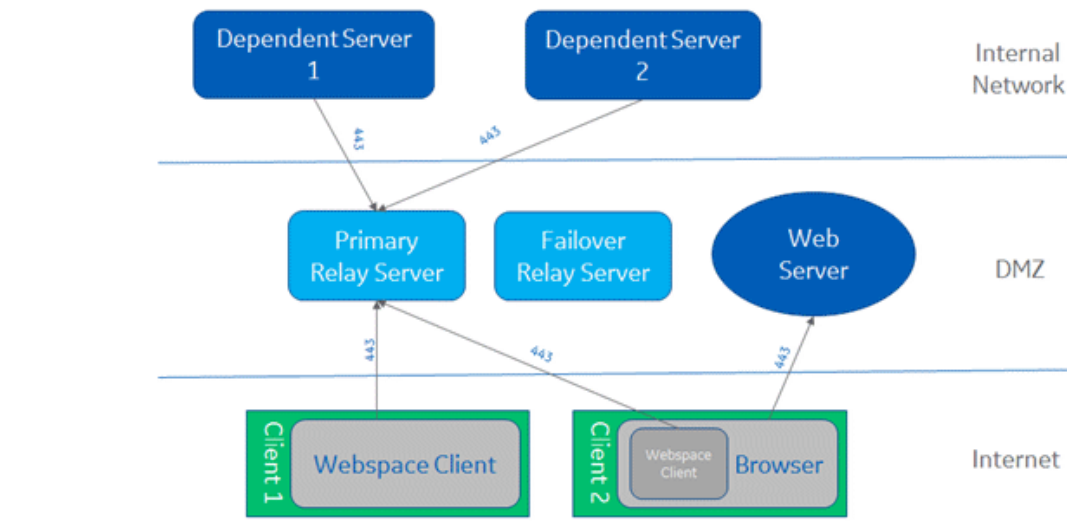 Dependent Server
1
Dependent Server
2
Internal
Network
443
443
Primary
Relay Server
Failover
Relay Server
Web
Server
DMZ
443
443
443
Client 1
Webspace Client
Client 2
Webspace
Client
Browser
Internet